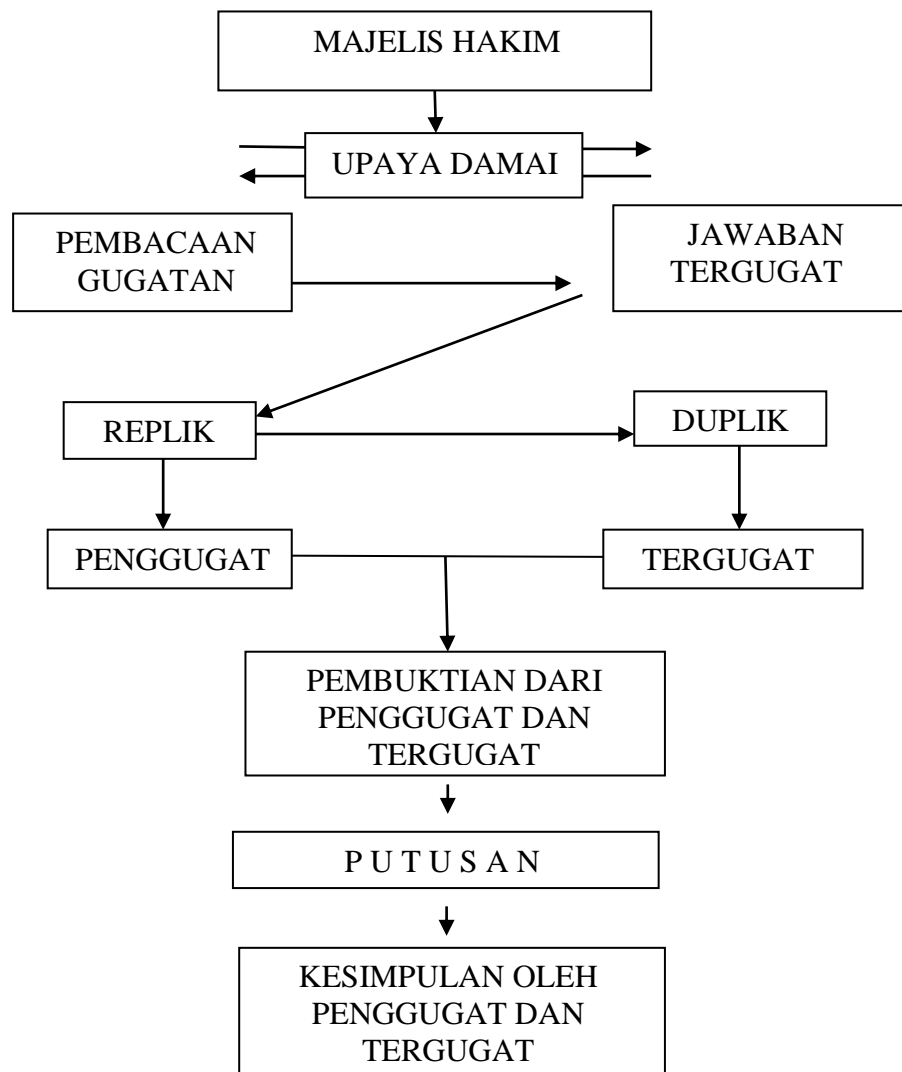 MAJELIS HAKIM
UPAYA DAMAI
PEMBACAAN
GUGATAN
JAWABAN
TERGUGAT
REPLIK
DUPLIK
PENGGUGAT
TERGUGAT
PEMBUKTIAN DARI
PENGGUGAT DAN
TERGUGAT
P U T U S A N
KESIMPULAN OLEH
PENGGUGAT DAN
TERGUGAT